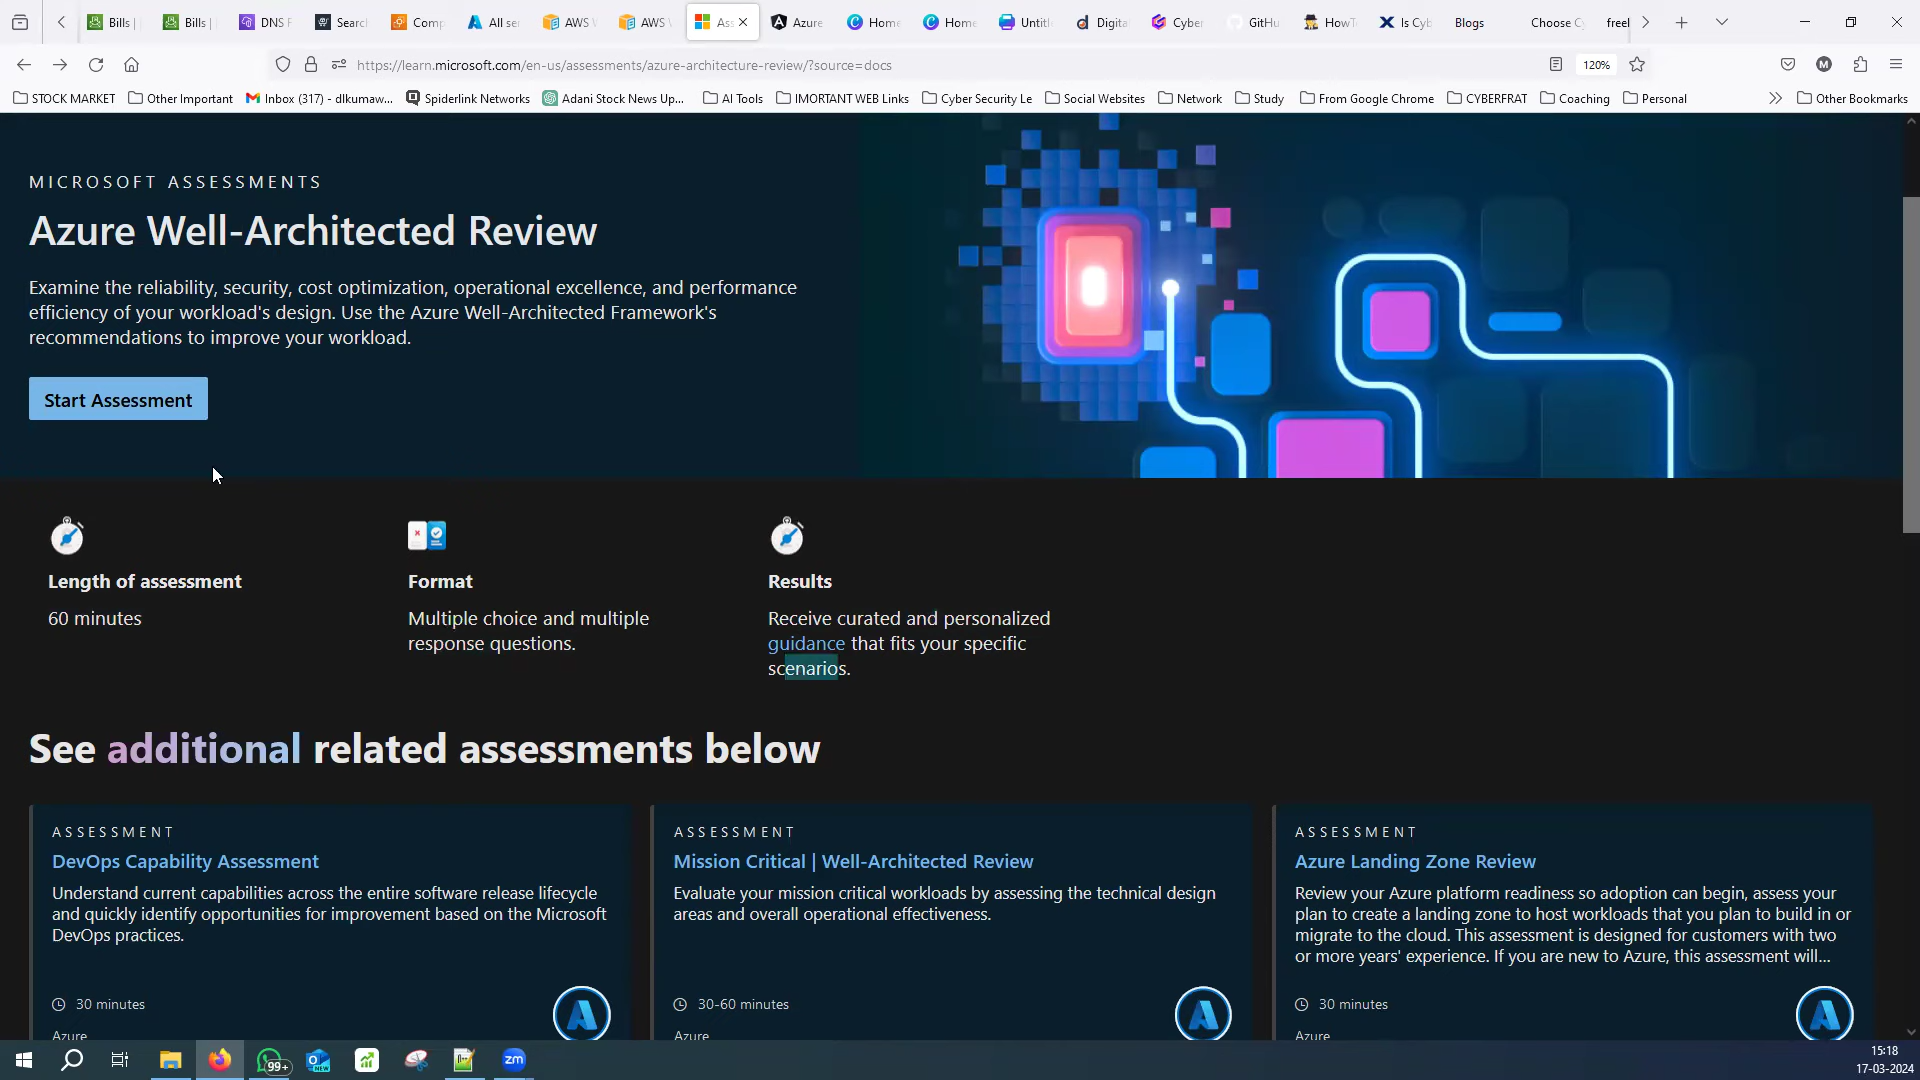 Bills |
Bills |
DNS F
Searc
Comp
All se
AWS
AWS
As
Azure
Home
Home
Untitl
Digita
Cyber
GitHu
HowT
Is Cyb
Blogs
Choose Cy
freel
https://learn.microsoft.com/en-us/assessments/azure-architecture-review/?source=docs
120%
M
STOCK MARKET
Other Important
Inbox (317) - dlkumaw...
Spiderlink Networks
Adani Stock News Up...
AI Tools
IMORTANT WEB Links
Cyber Security Le
Social Websites
Network
Study
From Google Chrome
CYBERFRAT
Coaching
Personal
Other Bookmarks
MICROSOFT ASSESSMENTS
Azure Well-Architected Review
Examine the reliability, security, cost optimization, operational excellence, and performance
efficiency of your workload's design. Use the Azure Well-Architected Framework's
recommendations to improve your workload.
Start Assessment
Length of assessment
60 minutes
Format
Multiple choice and multiple
response questions.
Results
Receive curated and personalized
guidance that fits your specific
scenarios.
See additional related assessments below
ASSESSMENT
DevOps Capability Assessment
Understand current capabilities across the entire software release lifecycle
and quickly identify opportunities for improvement based on the Microsoft
DevOps practices.
30 minutes
Azure
ASSESSMENT
Mission Critical | Well-Architected Review
Evaluate your mission critical workloads by assessing the technical design
areas and overall operational effectiveness.
30-60 minutes
Azure
ASSESSMENT
Azure Landing Zone Review
Review your Azure platform readiness so adoption can begin, assess your
plan to create a landing zone to host workloads that you plan to build in or
migrate to the cloud. This assessment is designed for customers with two
or more years' experience. If you are new to Azure, this assessment will...
30 minutes
Azure
99+
NEW
zm
15:18
17-03-2024